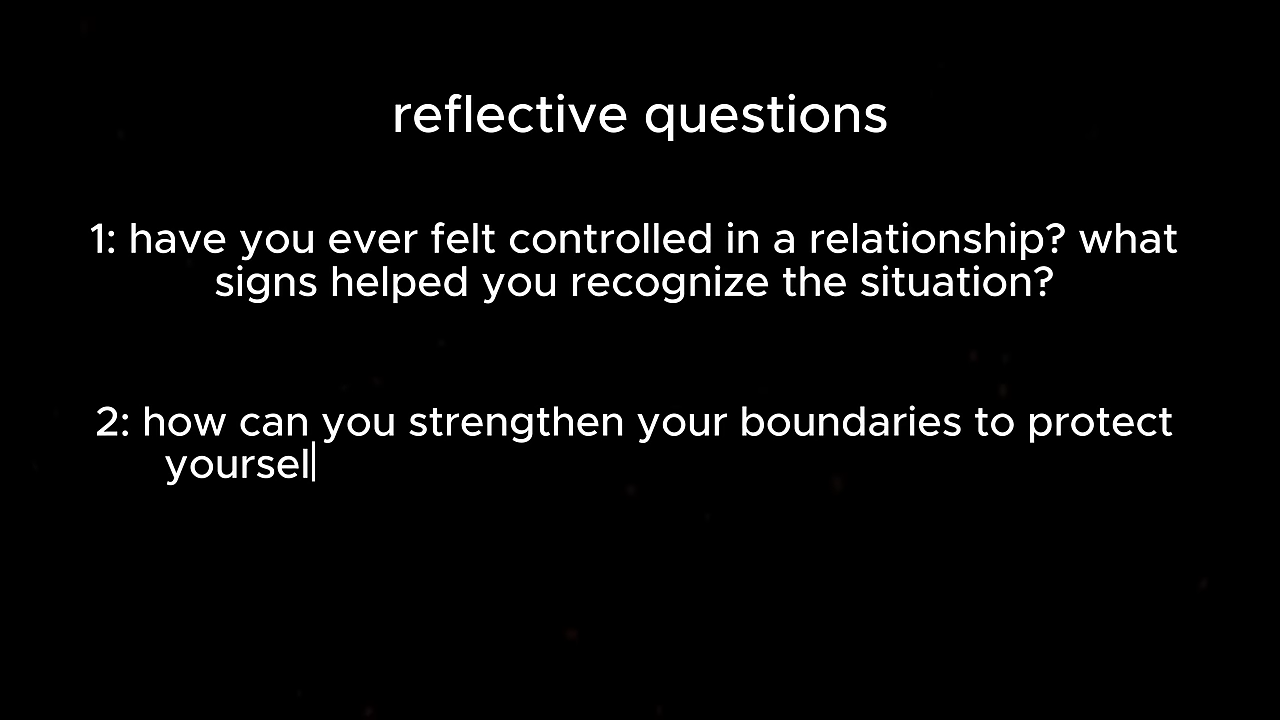 reflective questions
1: have you ever felt controlled in a relationship? what
signs helped you recognize the situation?
2: how can you strengthen your boundaries to protect
yoursel